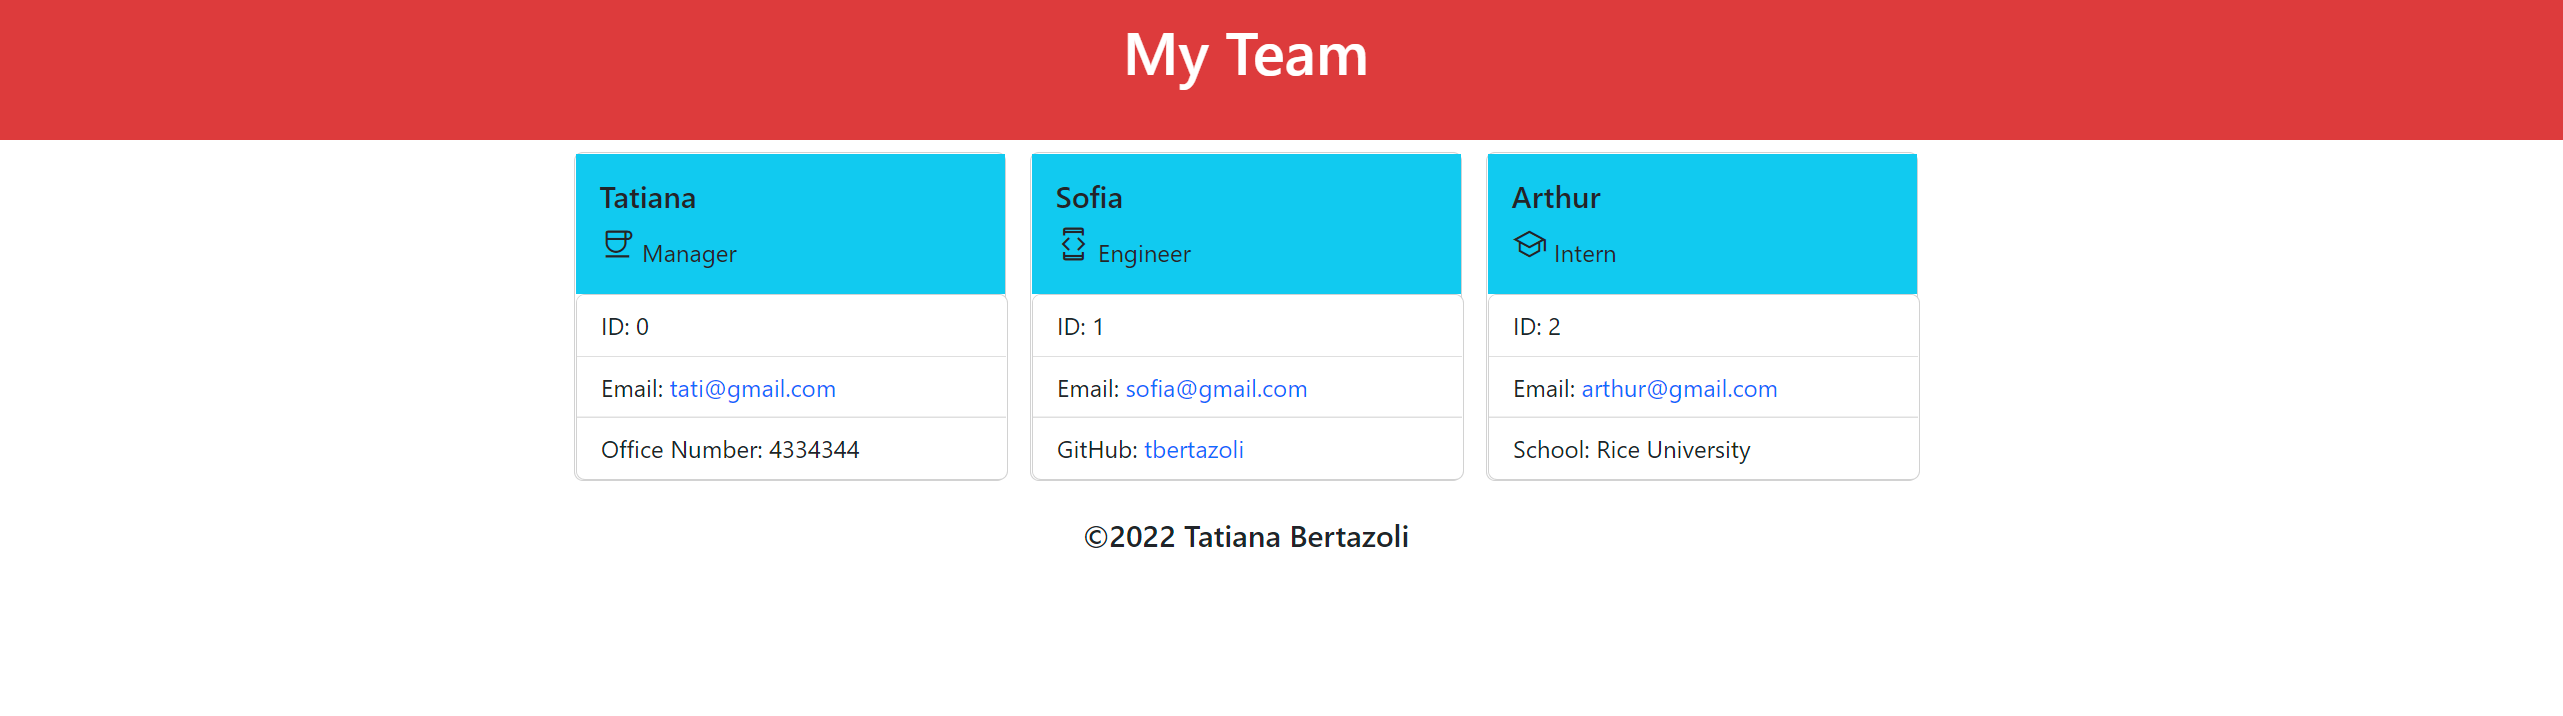 My Team
Tatiana
Manager
ID: 0
Email: tati@gmail.com
Office Number: 4334344
Sofia
Engineer
ID: 1
Email: sofia@gmail.com
GitHub: tbertazoli
Arthur
Intern
ID: 2
Email: arthur@gmail.com
School: Rice University
©2022 Tatiana Bertazoli